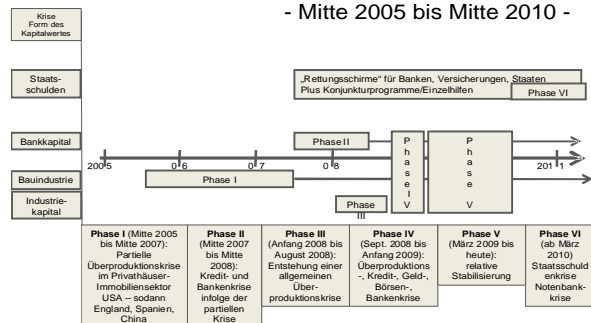 - Mitte 2005 bis Mitte 2010 -
Krise
Form des
Kapitalwertes
Staats-
schulden
„Rettungsschirme“ für Banken, Versicherungen, Staaten
Plus Konjunkturprogramme/Einzelhilfen
Phase VI
Bankkapital
Phase II
Phase IV
Phase V
2005
06
07
08
2011
Bauindustrie
Phase I
Industrie-
kapital
Phase
III
Phase I (Mitte 2005
bis Mitte 2007):
Partielle
Überproduktionskrise
im Privathäuser-
Immobiliensektor
USA – sodann
England, Spanien,
China
Phase II
(Mitte 2007
bis Mitte
2008):
Kredit- und
Bankenkrise
infolge der
partiellen
Krise
Phase III
(Anfang 2008 bis
August 2008):
Entstehung einer
allgemeinen
Über-
produktionskrise
Phase IV
(Sept. 2008 bis
Anfang 2009):
Überproduktions
-, Kredit-, Geld-,
Börsen-,
Bankenkrise
Phase V
(März 2009 bis
heute):
relative
Stabilisierung
Phase VI
(ab März
2010)
Staatsschuld
enkrise
Notenbank-
krise